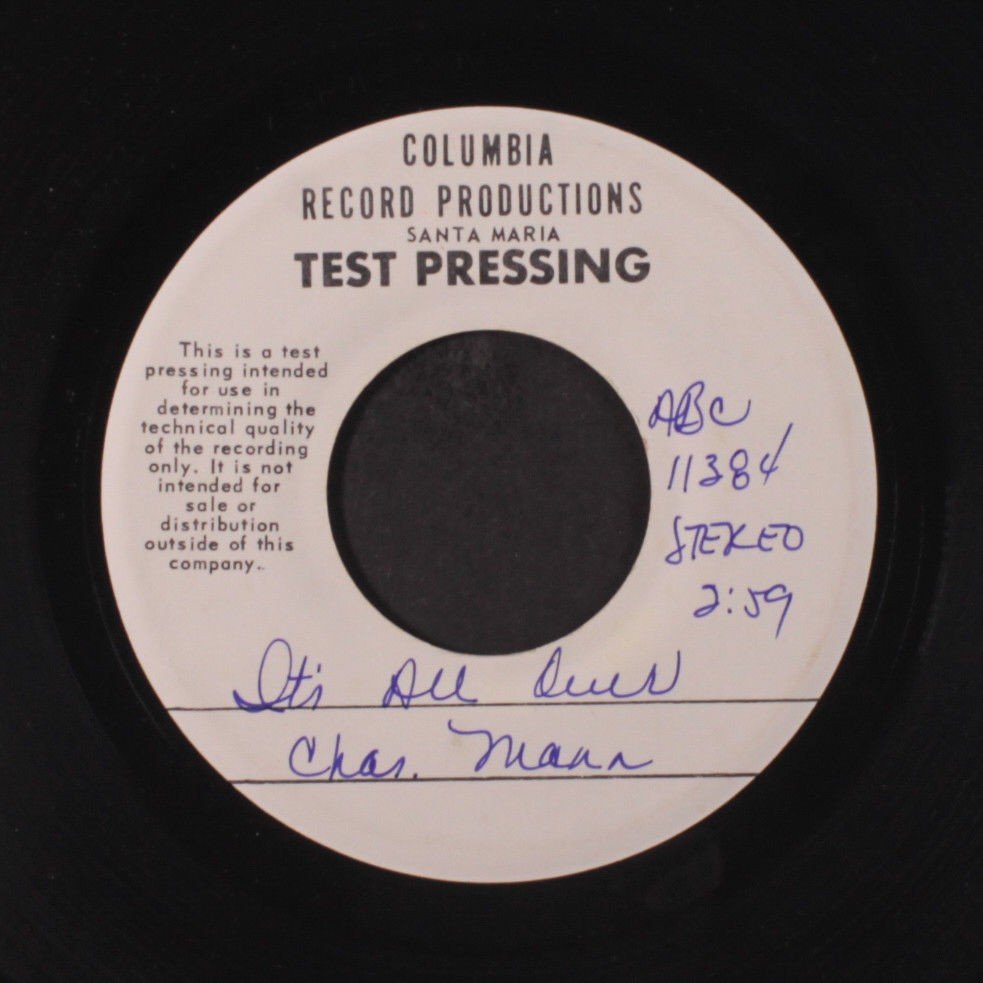 COLUMBIA
RECORD PRODUCTIONS
SANTA MARIA
TEST PRESSING
This is a test
pressing intended
for use in
determining the
technical quality
of the recording
only. It is not
intended for
sale or
distribution
outside of this
company.
ABC
11384
STEREO
2:59
It's All Over
Chas. Mann